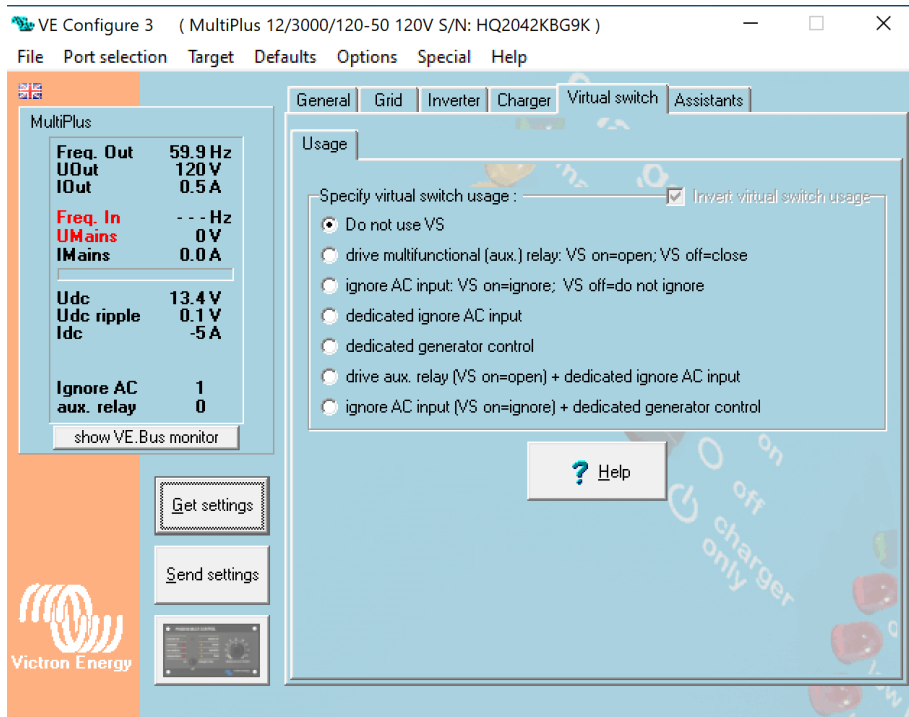 VE Configure 3 ( MultiPlus 12/3000/120-50 120V S/N: HQ2042KBG9K )
File Port selection Target Defaults Options Special Help
General Grid Inverter Charger Virtual switch Assistants
MultiPlus
Freq. Out 59.9 Hz
UOut 120 V
IOut 0.5 A
Freq. In - - - Hz
UMains 0 V
IMains 0.0 A
Udc 13.4 V
Udc ripple 0.1 V
Idc -5 A
Ignore AC 1
aux. relay 0
show VE.Bus monitor
Get settings
Send settings
Victron Energy
Usage
Specify virtual switch usage : Invert virtual switch usage
Do not use VS
drive multifunctional (aux.) relay: VS on=open; VS off=close
ignore AC input: VS on=ignore; VS off=do not ignore
dedicated ignore AC input
dedicated generator control
drive aux. relay (VS on=open) + dedicated ignore AC input
ignore AC input (VS on=ignore) + dedicated generator control
? Help
on
off
charger
only